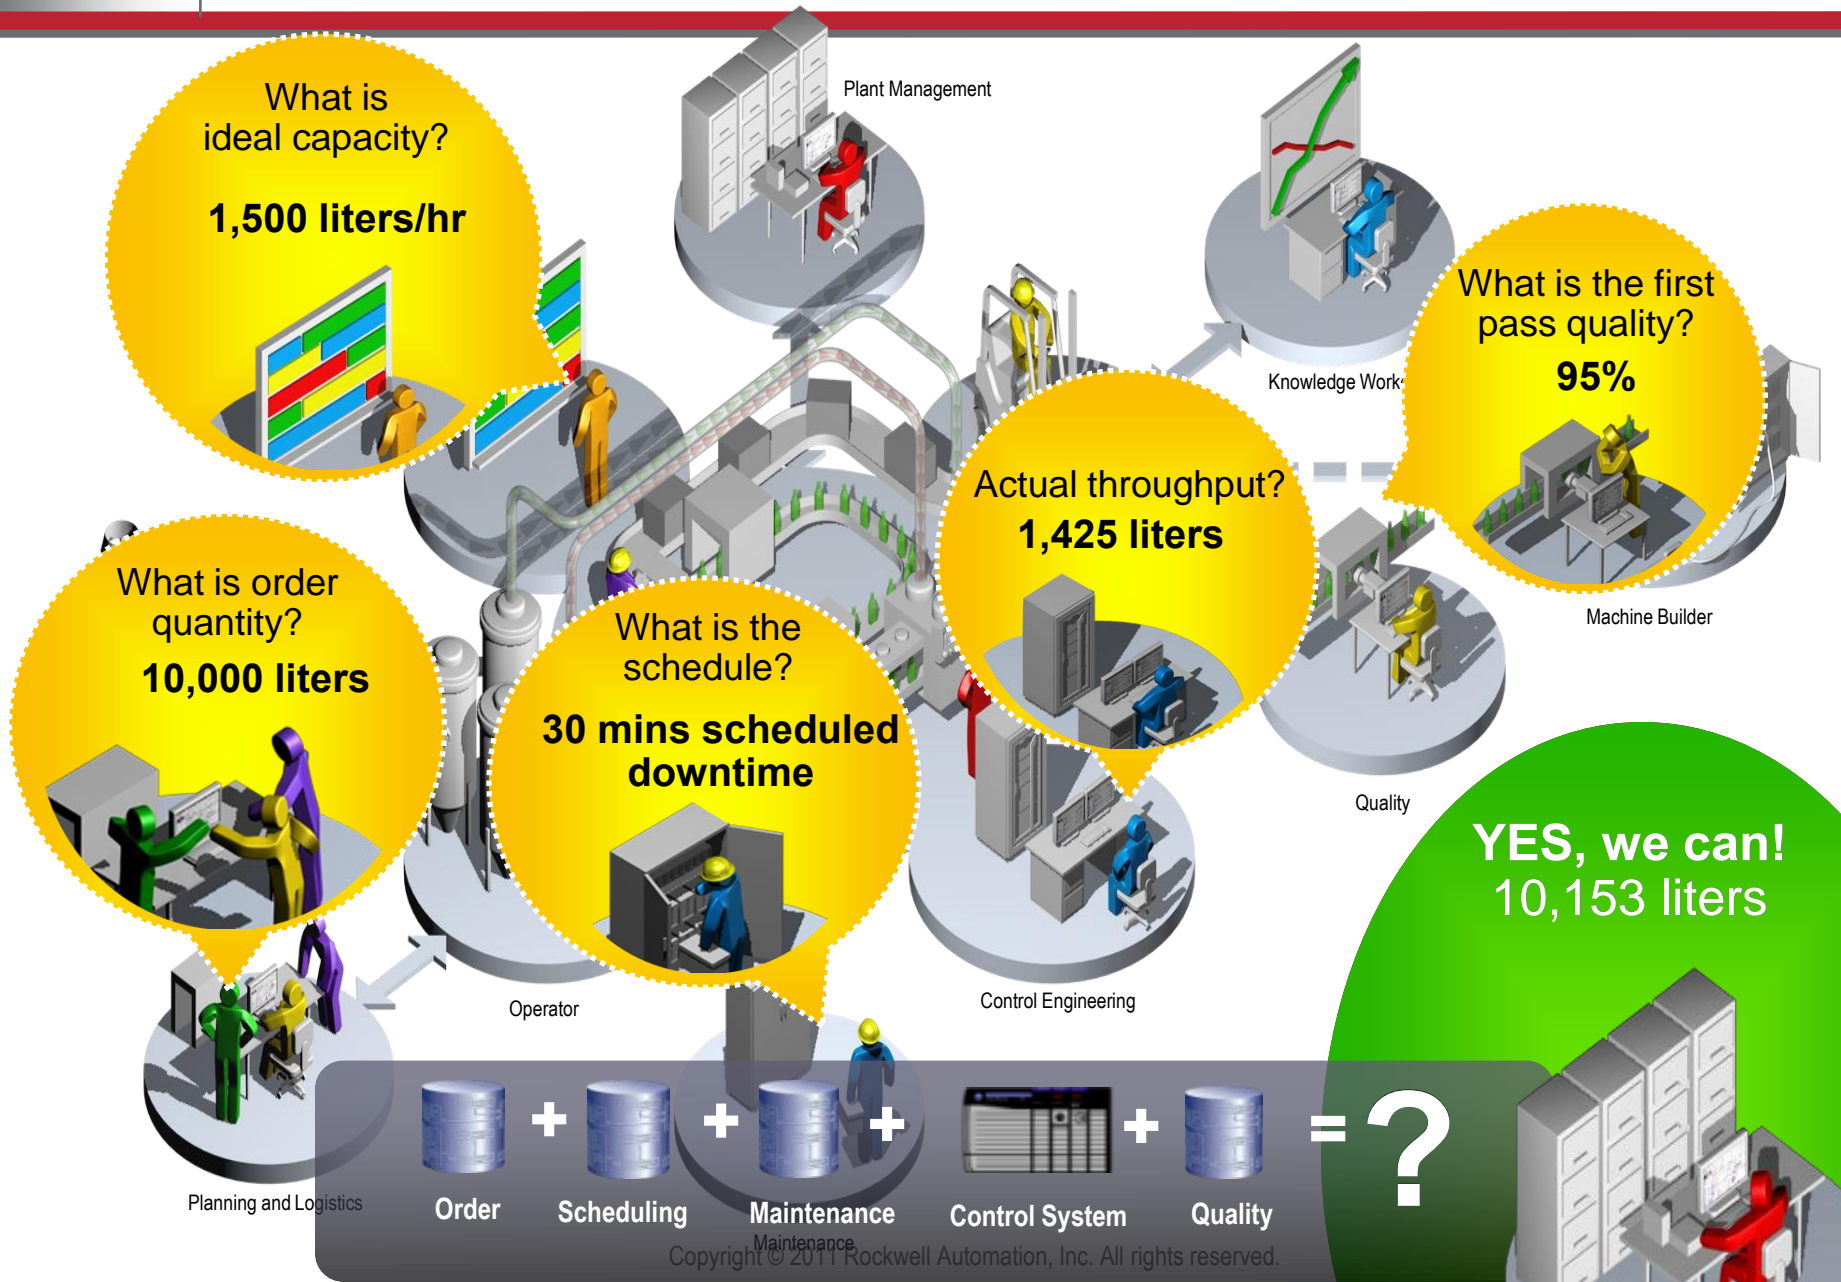 What is
ideal capacity?
1,500 liters/hr
Plant Management
What is the first
pass quality?
95%
Knowledge Work
Actual throughput?
1,425 liters
Machine Builder
What is order
quantity?
10,000 liters
What is the
schedule?
30 mins scheduled
downtime
Quality
YES, we can!
10,153 liters
Operator
Control Engineering
Planning and Logistics
+ + + + = ?
Order
Scheduling
Maintenance
Control System
Quality
Maintenance
Copyright © 2011 Rockwell Automation, Inc. All rights reserved.